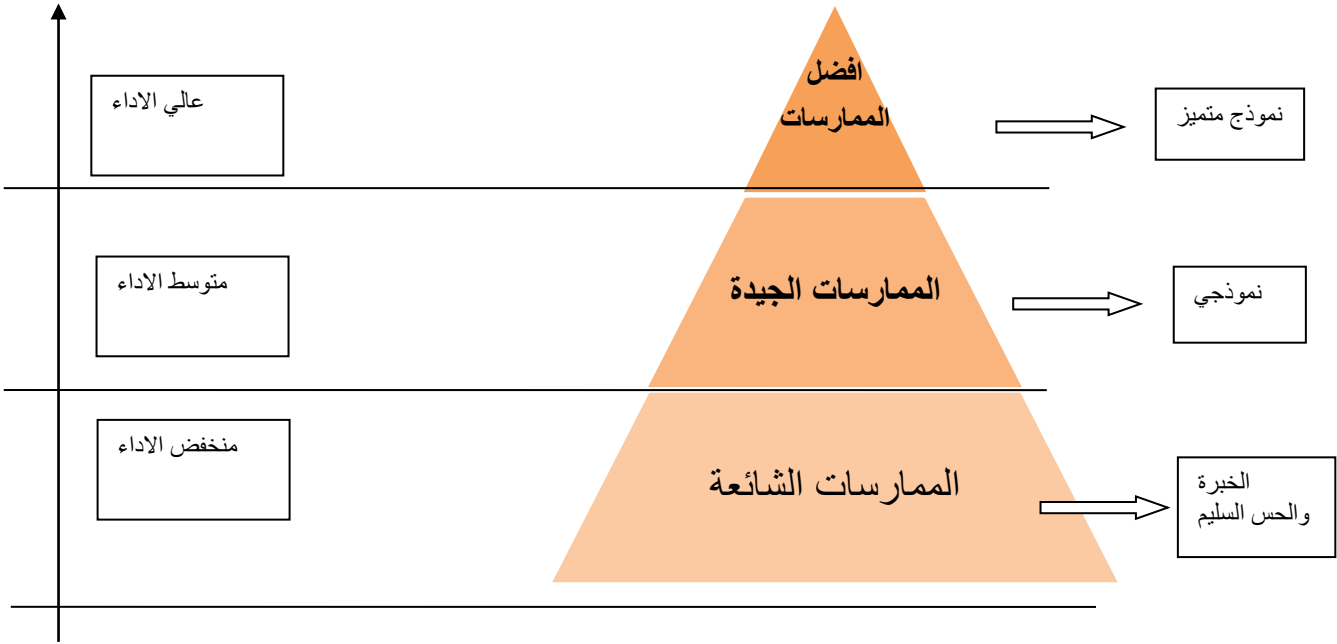 افضل
الممارسات
نموذج متميز
عالي الاداء
الممارسات الجيدة
نموذجي
متوسط الاداء
الممارسات الشائعة
الخبرة
والحس السليم
منخفض الاداء